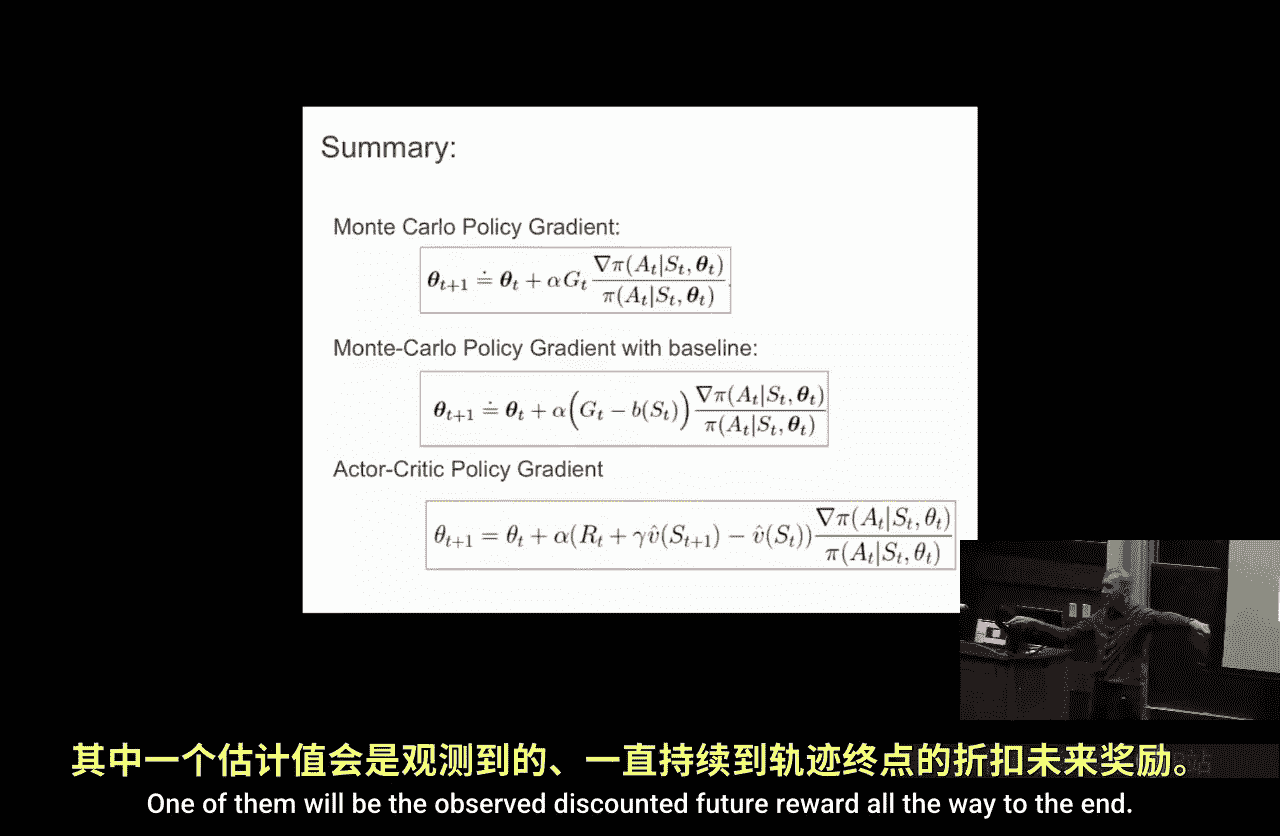 Summary:
Monte Carlo Policy Gradient:
θ_{t+1} ≐ θ_t + αG_t ∇π(A_t|S_t, θ_t) / π(A_t|S_t, θ_t)
Monte-Carlo Policy Gradient with baseline:
θ_{t+1} ≐ θ_t + α(G_t − b(S_t)) ∇π(A_t|S_t, θ_t) / π(A_t|S_t, θ_t)
Actor-Critic Policy Gradient
θ_{t+1} = θ_t + α(R_t + γv̂(S_{t+1}) − v̂(S_t)) ∇π(A_t|S_t, θ_t) / π(A_t|S_t, θ_t)
其中一个估计值会是观测到的、一直持续到轨迹终点的折扣未来奖励。
One of them will be the observed discounted future reward all the way to the end.